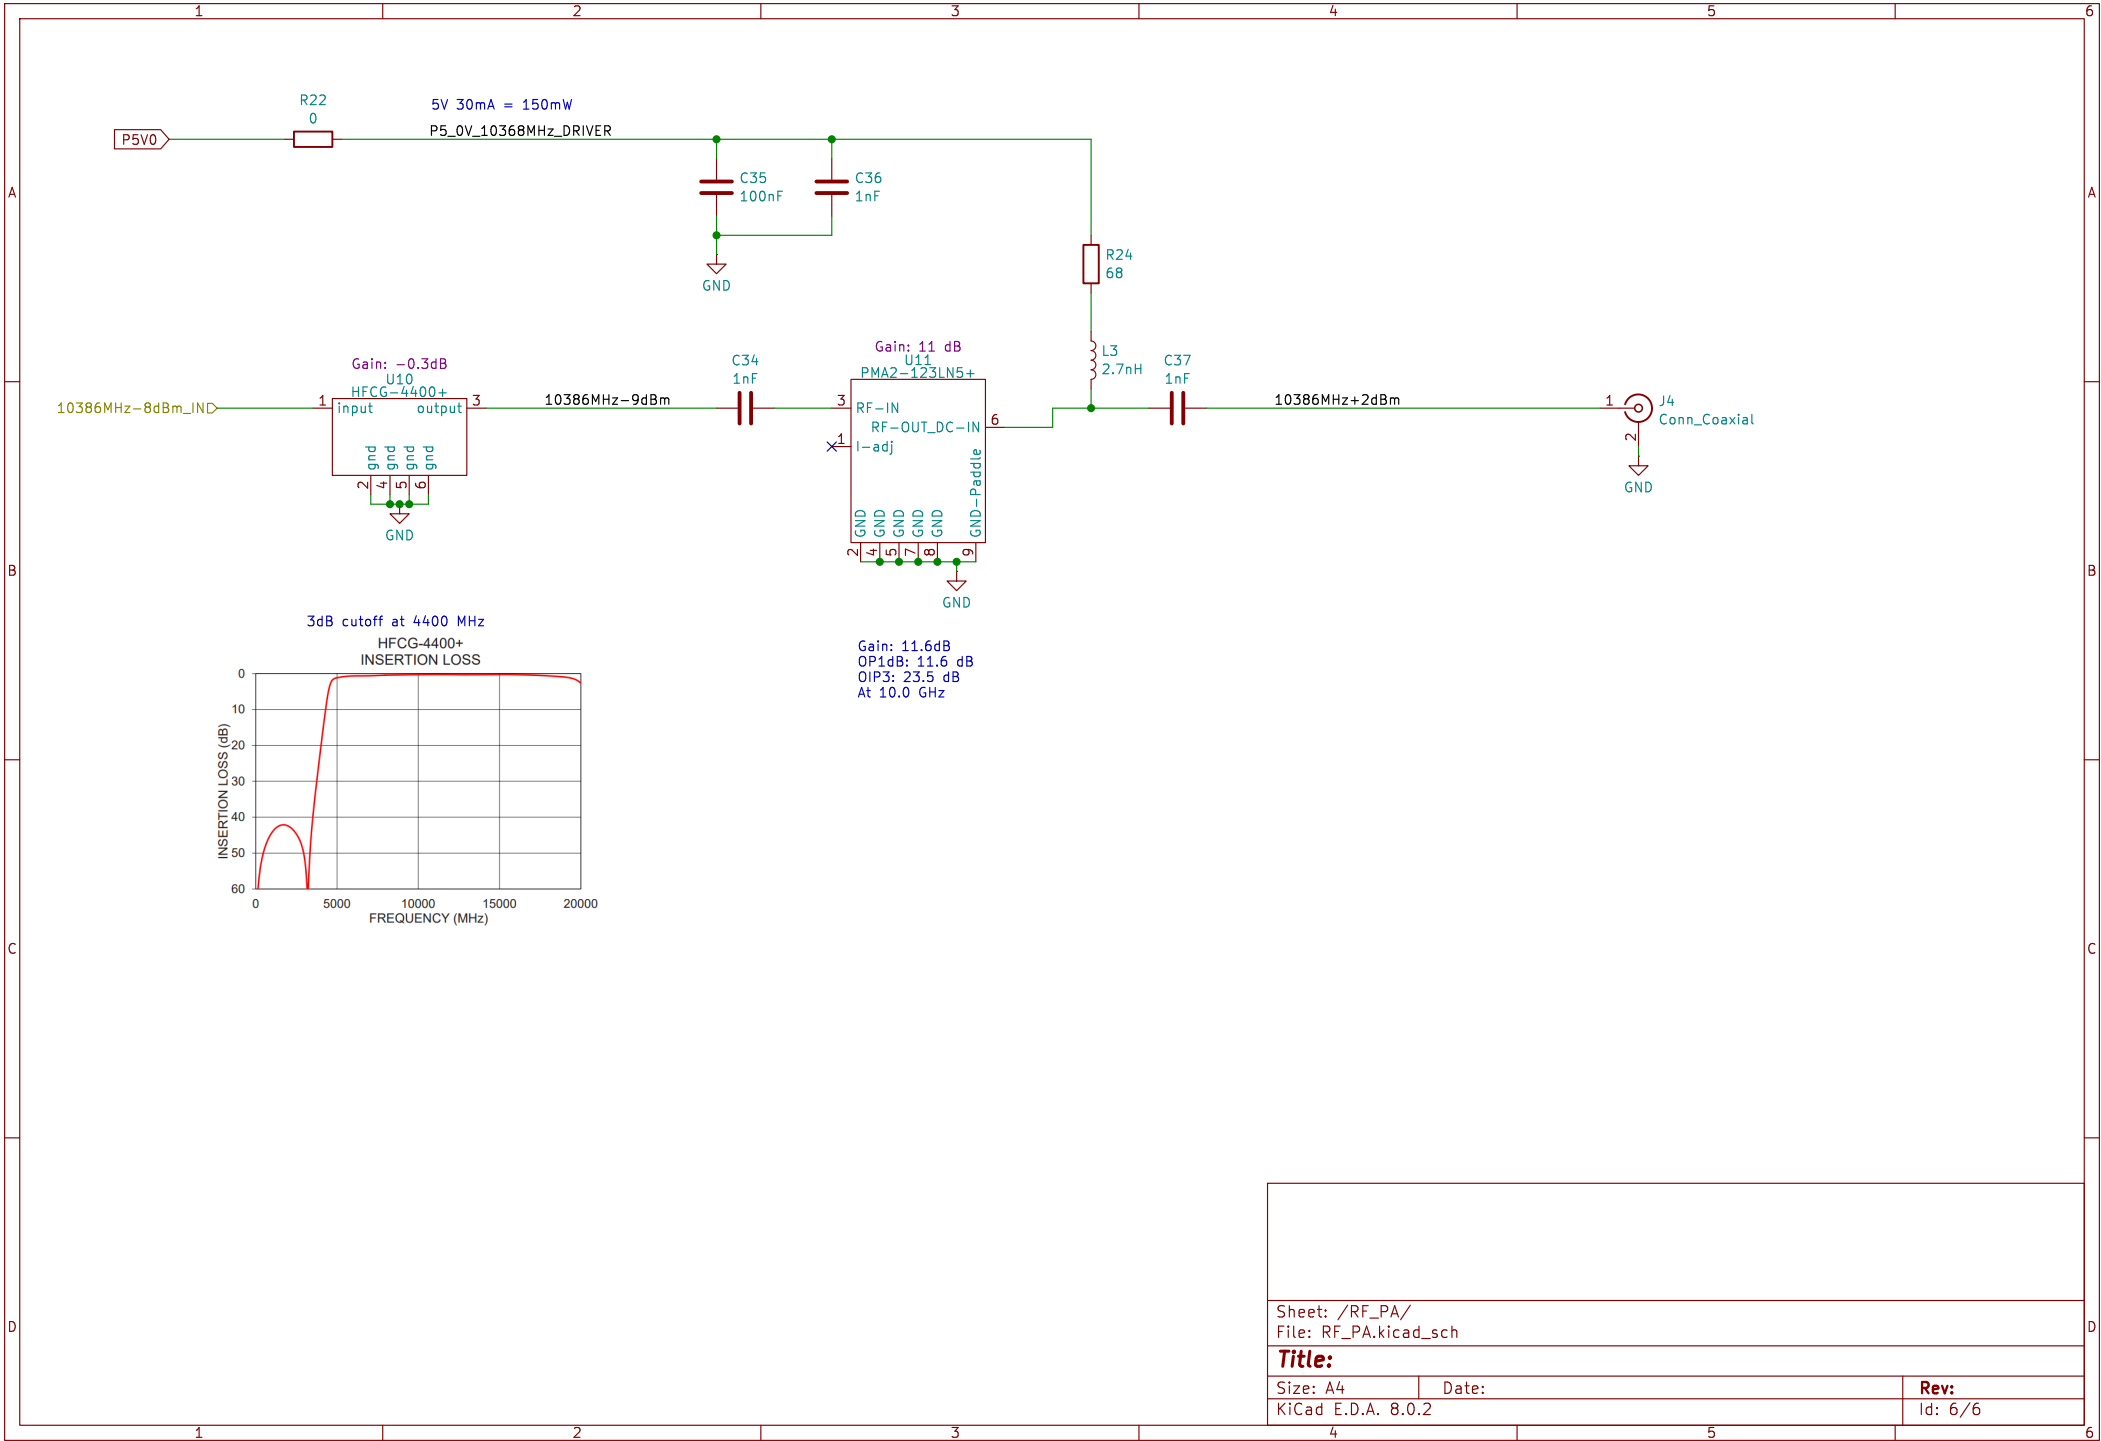 1 2 3 4 5 6
R22
0
5V 30mA = 150mW
P5_0V_10368MHz_DRIVER
P5V0
A
A
C35
100nF
C36
1nF
GND
R24
68
L3
2.7nH
Gain: -0.3dB
U10
HFCG-4400+
10386MHz-8dBm_IN
1
input
output
3
gnd
gnd
gnd
gnd
2
4
5
6
GND
10386MHz-9dBm
C34
1nF
Gain: 11 dB
U11
PMA2-123LN5+
3
RF-IN
RF-OUT_DC-IN
6
1
I-adj
GND
GND
GND
GND
GND
GND-Paddle
2
4
5
7
8
9
GND
C37
1nF
10386MHz+2dBm
1
J4
Conn_Coaxial
2
GND
B
B
3dB cutoff at 4400 MHz
HFCG-4400+
INSERTION LOSS
INSERTION LOSS (dB)
0
10
20
30
40
50
60
0 5000 10000 15000 20000
FREQUENCY (MHz)
Gain: 11.6dB
OP1dB: 11.6 dB
OIP3: 23.5 dB
At 10.0 GHz
C
C
D
D
Sheet: /RF_PA/
File: RF_PA.kicad_sch
Title:
Size: A4
Date:
Rev:
KiCad E.D.A. 8.0.2
Id: 6/6
1 2 3 4 5 6